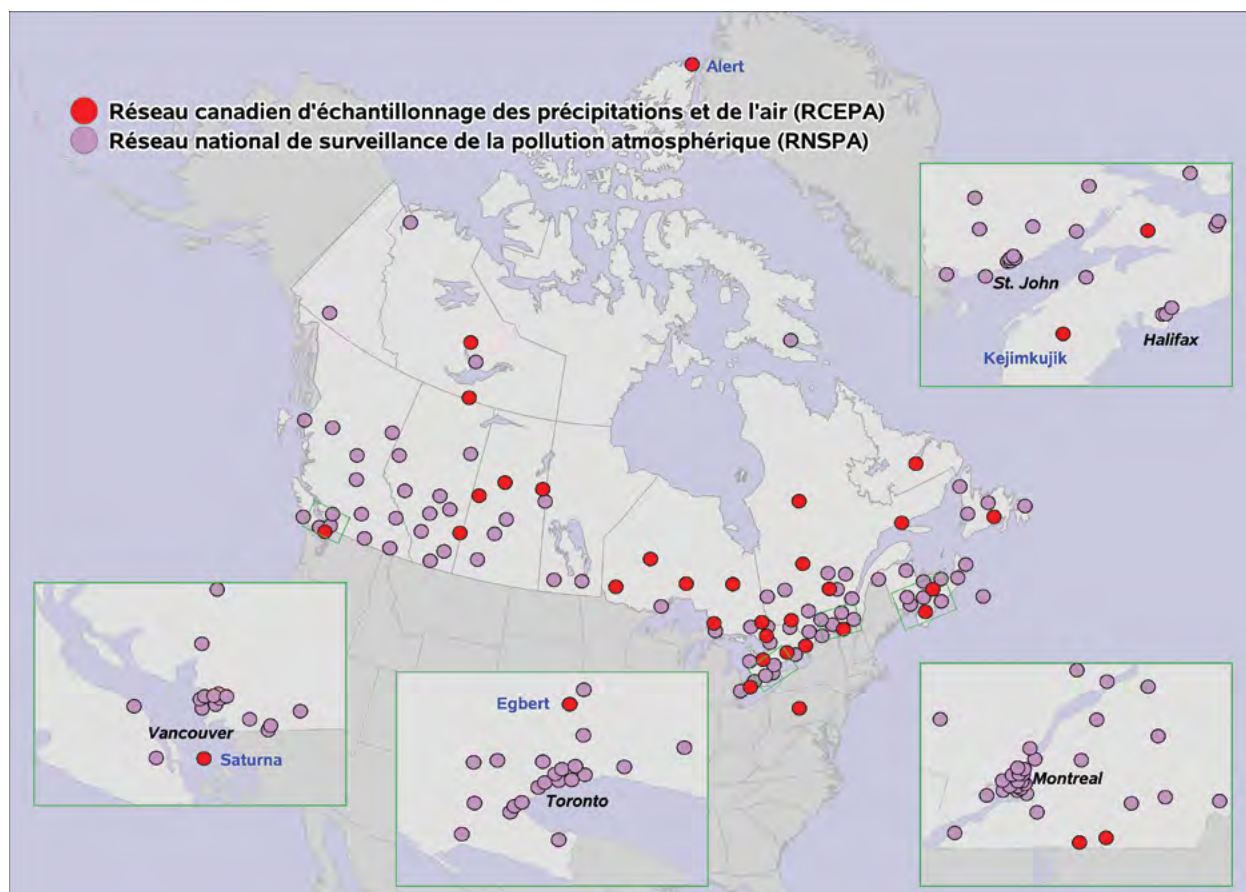 Alert
Réseau canadien d'échantillonnage des précipitations et de l'air (RCEPA)
Réseau national de surveillance de la pollution atmosphérique (RNSPA)
St. John
Halifax
Kejimkujik
Vancouver
Saturna
Egbert
Toronto
Montreal